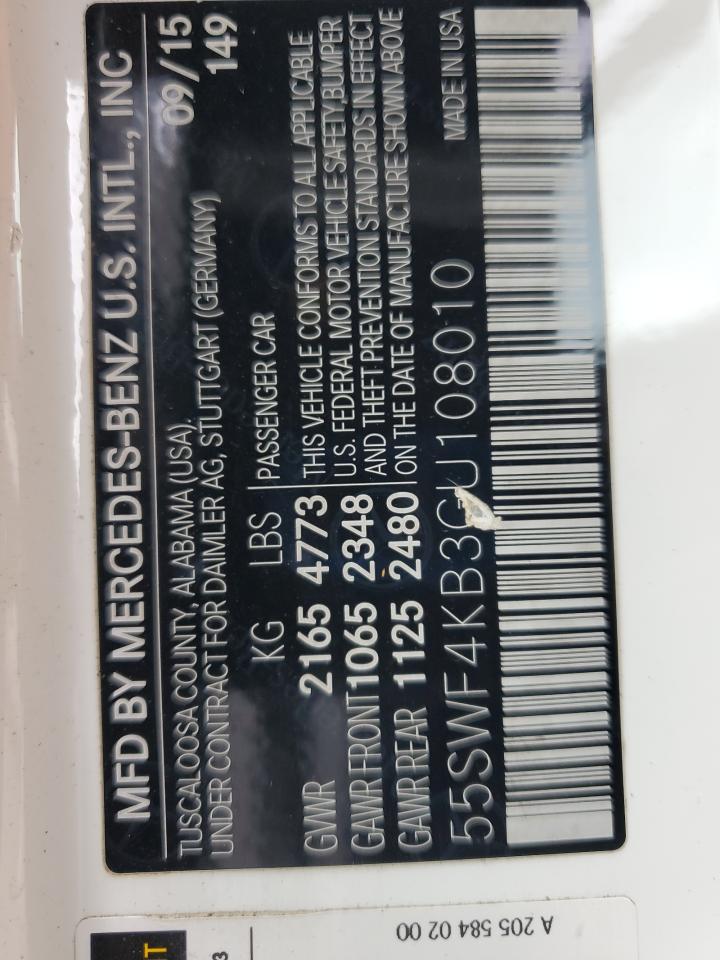 MFD BY MERCEDES-BENZ U.S. INTL., INC
TUSCALOOSA COUNTY, ALABAMA (USA). 09/15
UNDER CONTRACT FOR DAIMLER AG, STUTTGART (GERMANY) 149
KG LBS PASSENGER CAR
GVWR 2165 4773 THIS VEHICLE CONFORMS TO ALL APPLICABLE
U.S. FEDERAL MOTOR VEHICLE SAFETY, BUMPER
GAWR FRONT 1065 2348 AND THEFT PREVENTION STANDARDS IN EFFECT
GAWR REAR 1125 2480 ON THE DATE OF MANUFACTURE SHOWN ABOVE
55SWF4KB3GU108010 MADE IN USA
A 205 584 02 00
T
3